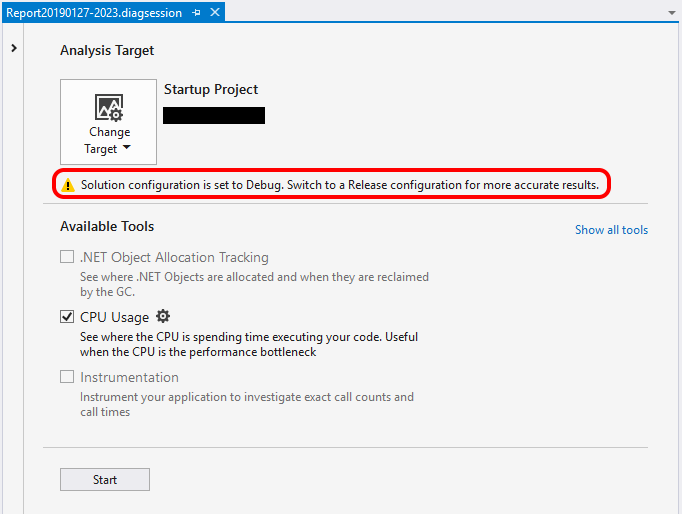 Report20190127-2023.diagsession
Analysis Target
Change
Target
Startup Project
Solution configuration is set to Debug. Switch to a Release configuration for more accurate results.
Available Tools
Show all tools
.NET Object Allocation Tracking
See where .NET Objects are allocated and when they are reclaimed
by the GC.
CPU Usage
See where the CPU is spending time executing your code. Useful
when the CPU is the performance bottleneck
Instrumentation
Instrument your application to investigate exact call counts and
call times
Start